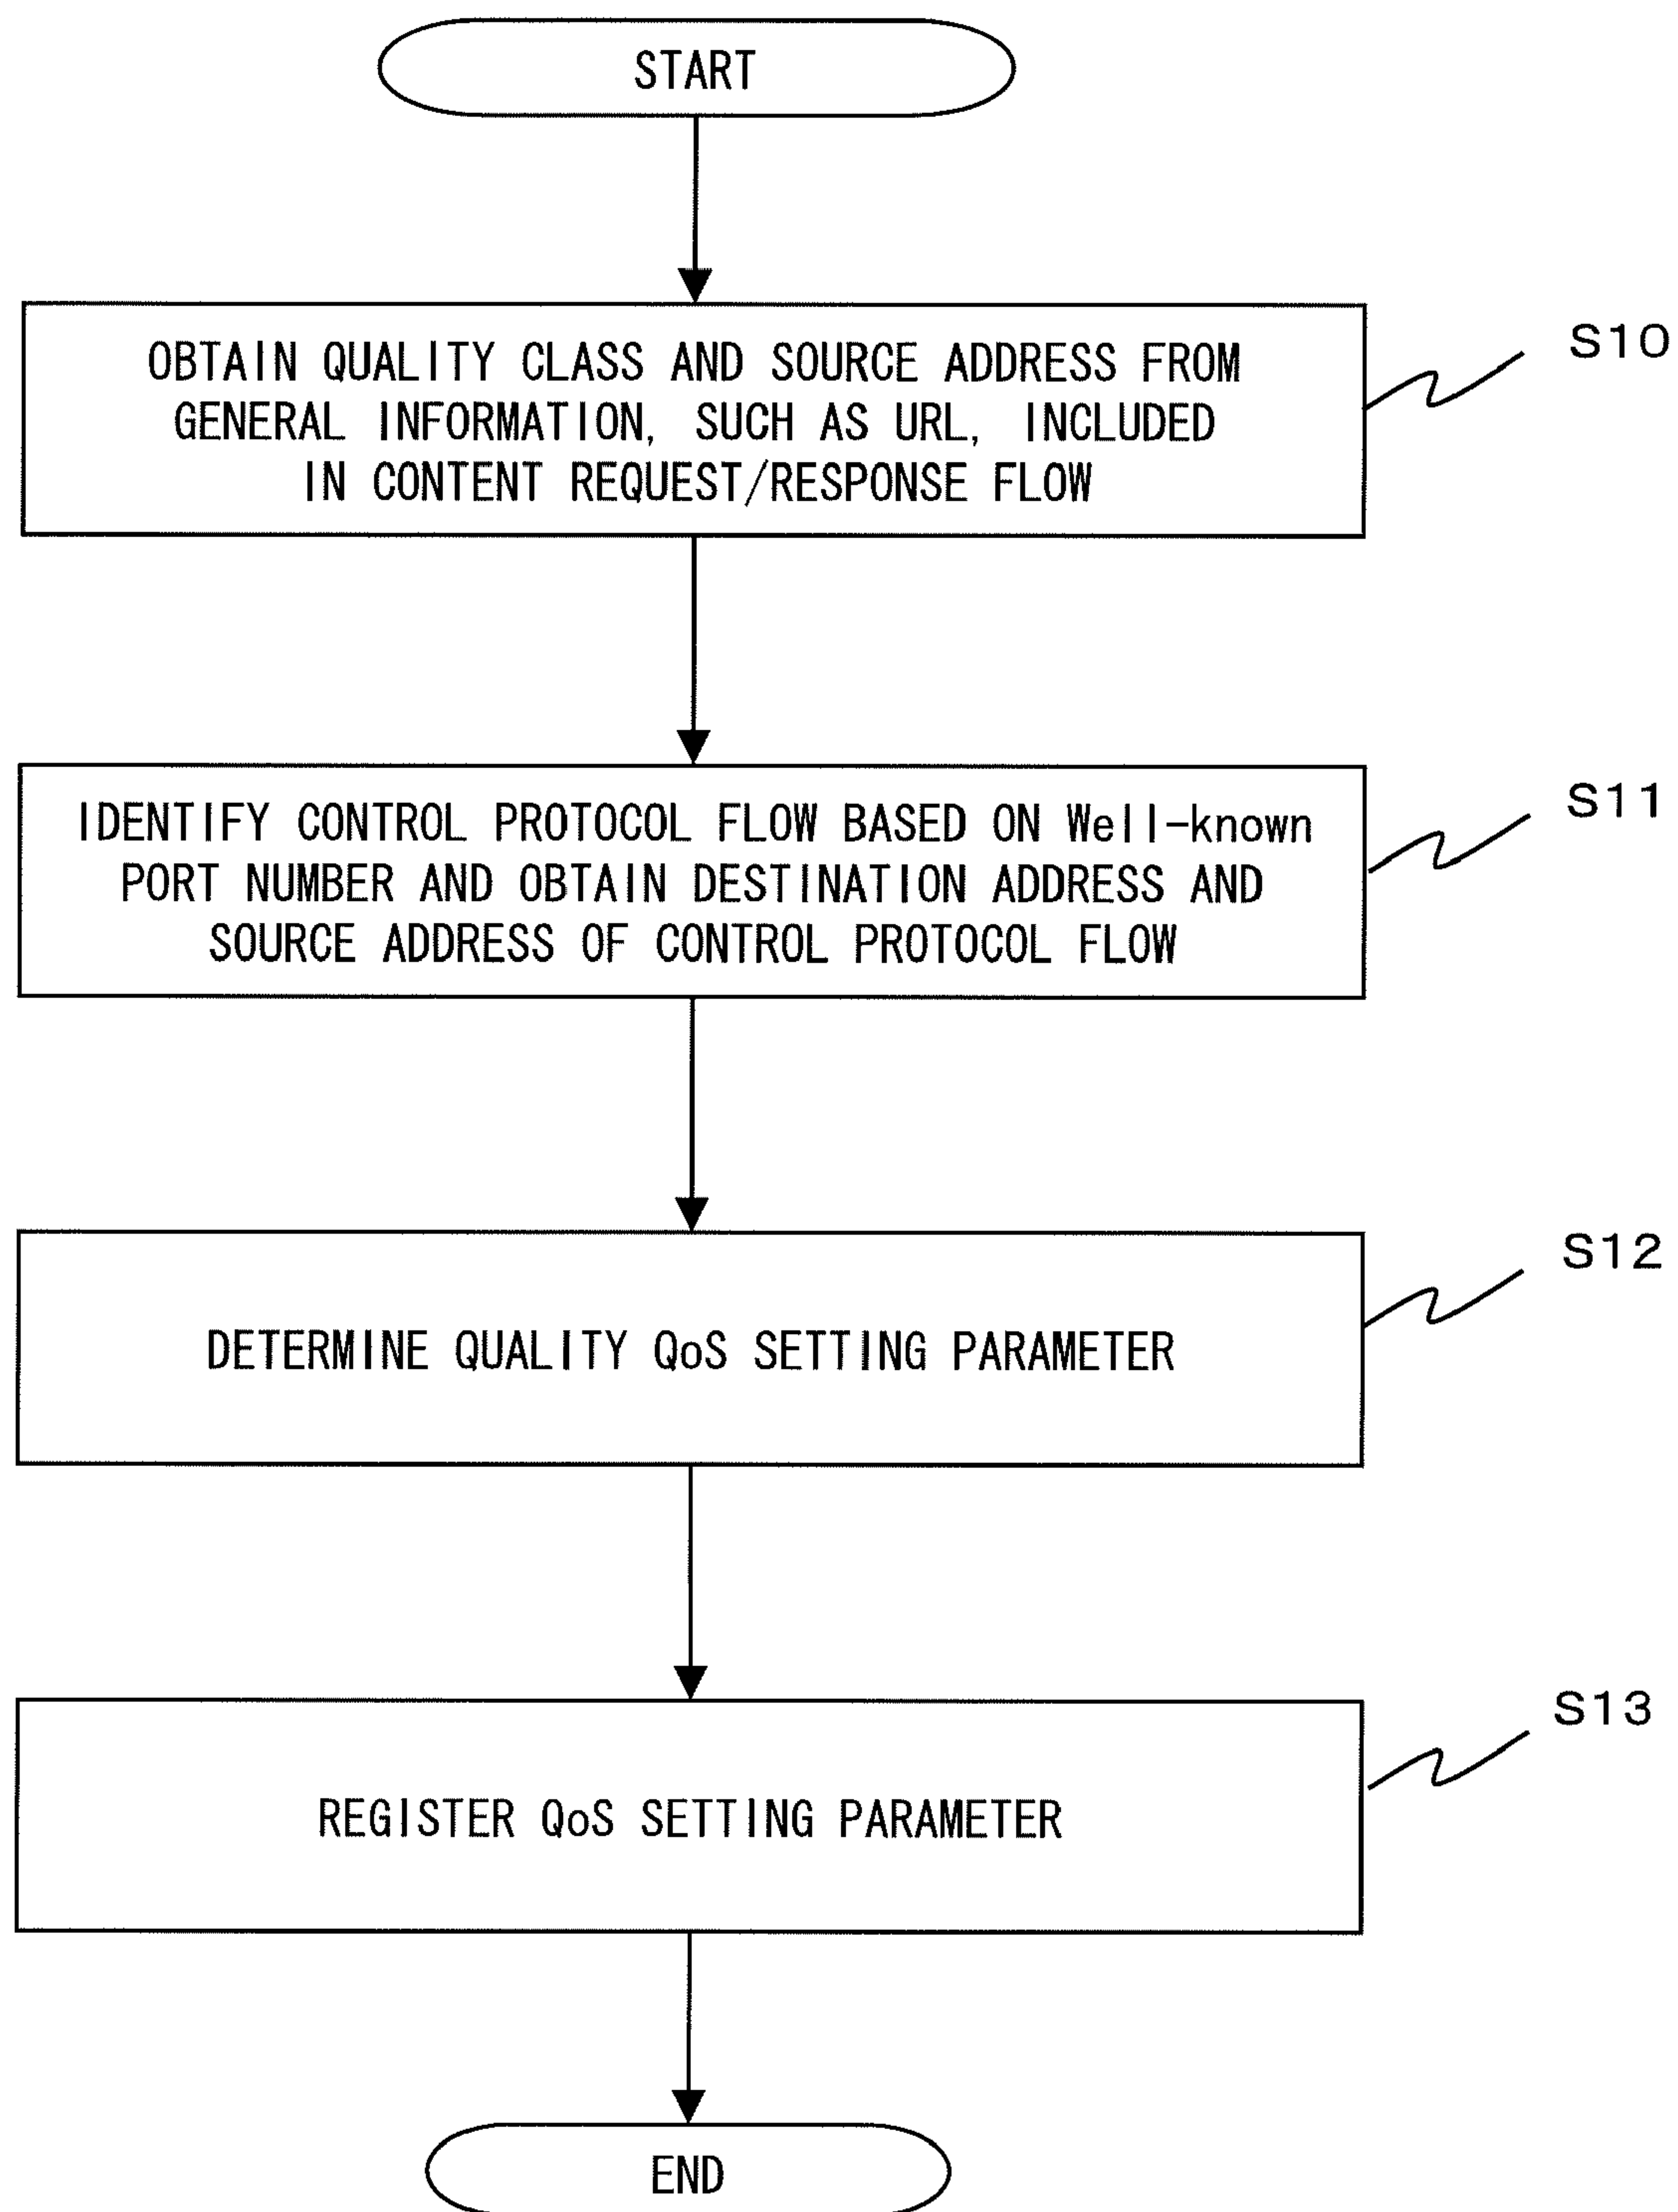 START
OBTAIN QUALITY CLASS AND SOURCE ADDRESS FROM
GENERAL INFORMATION, SUCH AS URL, INCLUDED
IN CONTENT REQUEST/RESPONSE FLOW
S10
IDENTIFY CONTROL PROTOCOL FLOW BASED ON Well-known
PORT NUMBER AND OBTAIN DESTINATION ADDRESS AND
SOURCE ADDRESS OF CONTROL PROTOCOL FLOW
S11
DETERMINE QUALITY QoS SETTING PARAMETER
S12
REGISTER QoS SETTING PARAMETER
S13
END